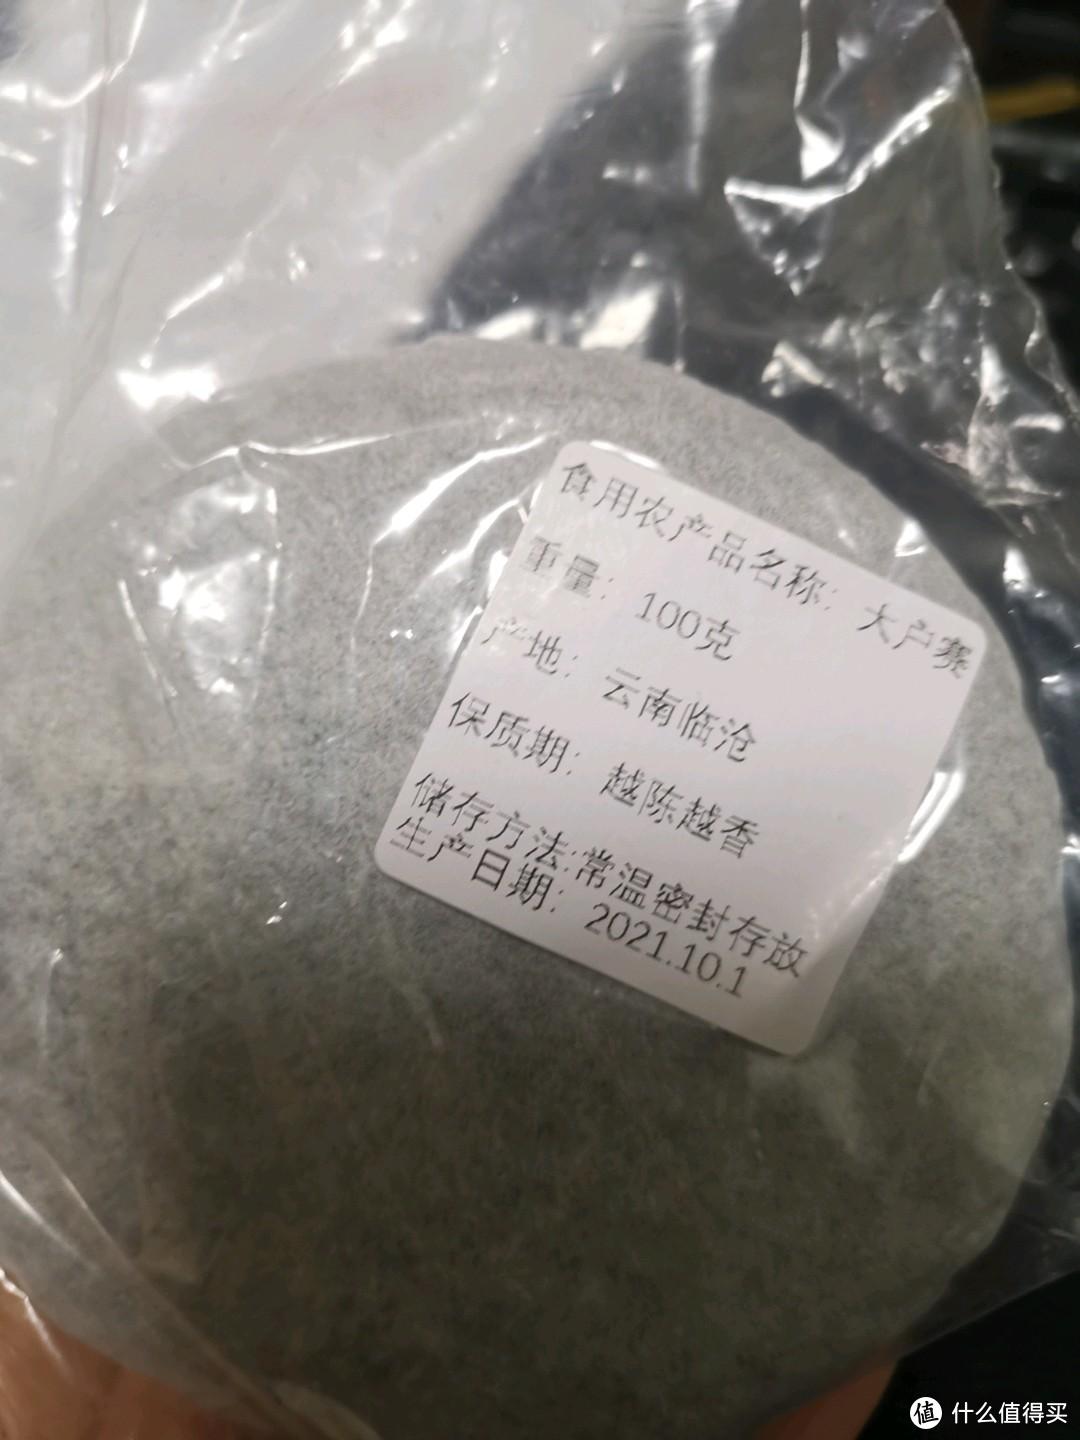 食用农产品名称：大户赛
重量：100克
产地：云南临沧
保质期：越陈越香
储存方法:常温密封存放
生产日期：2021.10.1
值 什么值得买